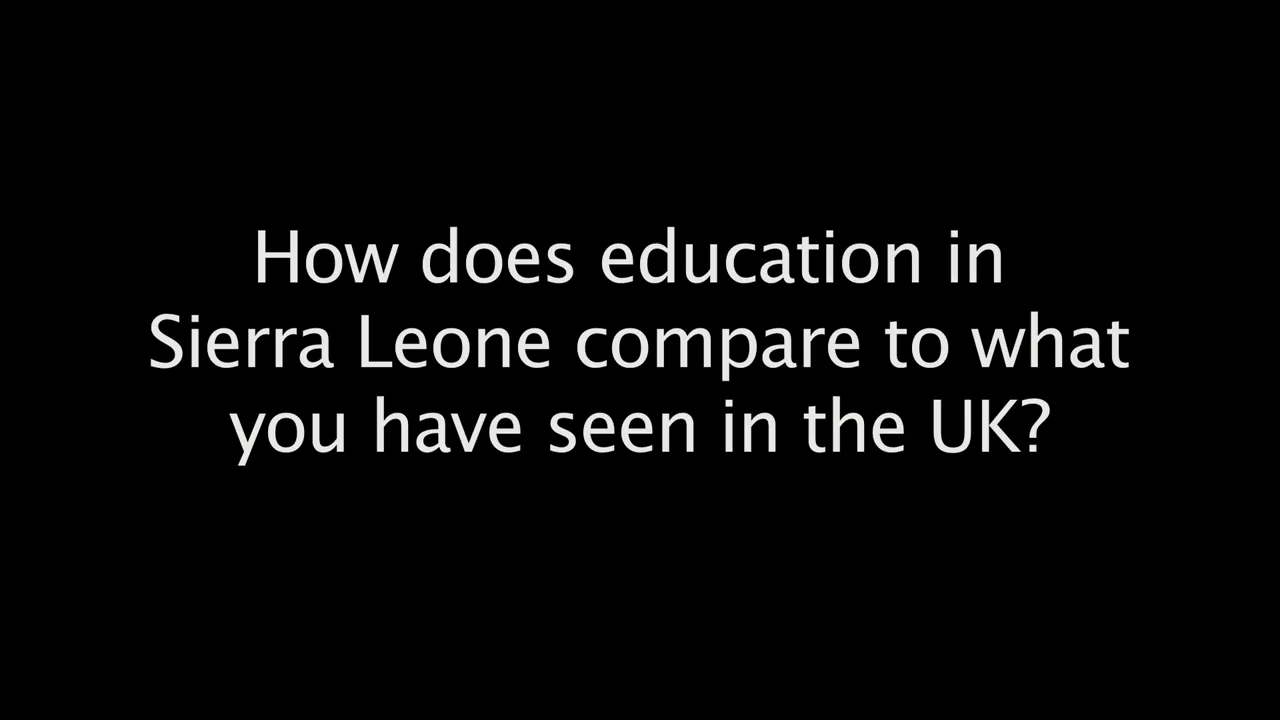 How does education in
Sierra Leone compare to what
you have seen in the UK?